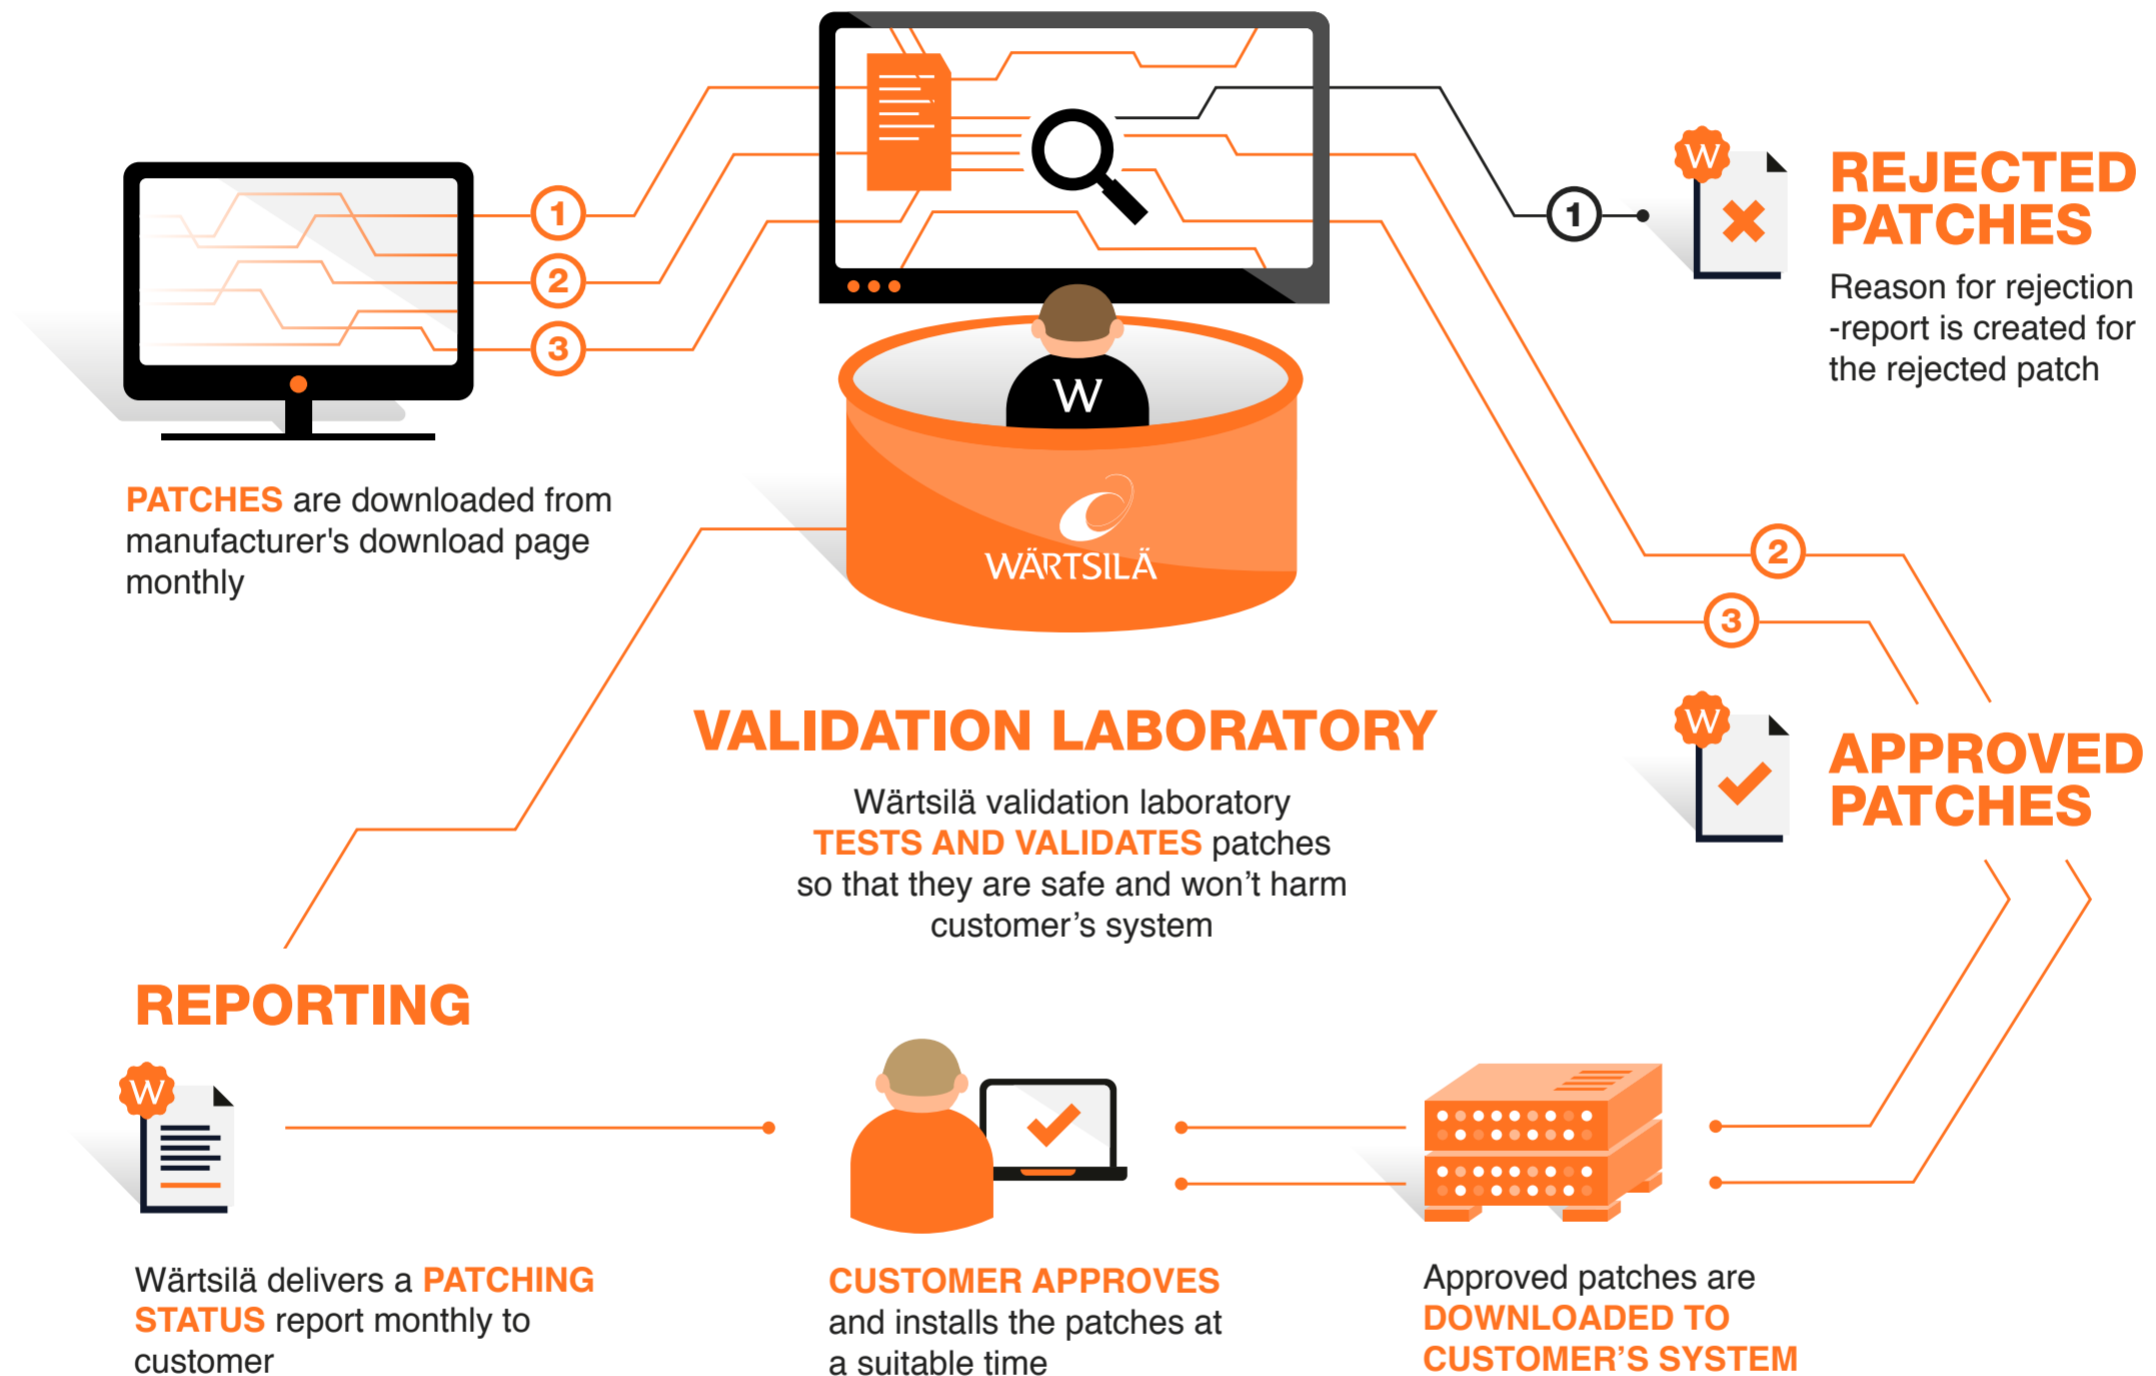 1
2
3
PATCHES are downloaded from
manufacturer's download page
monthly
W
WÄRTSILÄ
1
W
REJECTED
PATCHES
Reason for rejection
-report is created for
the rejected patch
2
3
VALIDATION LABORATORY
Wärtsilä validation laboratory
TESTS AND VALIDATES patches
so that they are safe and won't harm
customer's system
W
APPROVED
PATCHES
REPORTING
W
Wärtsilä delivers a PATCHING
STATUS report monthly to
customer
CUSTOMER APPROVES
and installs the patches at
a suitable time
Approved patches are
DOWNLOADED TO
CUSTOMER'S SYSTEM